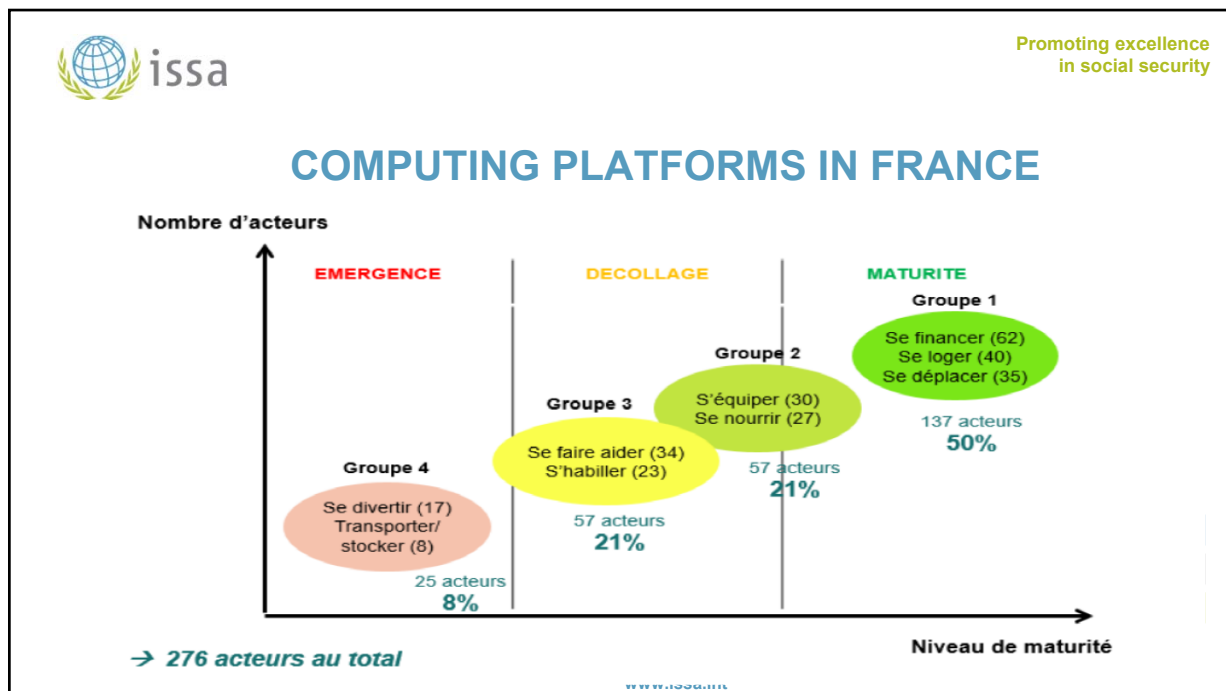 issa
Promoting excellence
in social security
COMPUTING PLATFORMS IN FRANCE
Nombre d’acteurs
EMERGENCE
DECOLLAGE
MATURITE
Groupe 1
Se financer (62)
Se loger (40)
Se déplacer (35)
137 acteurs
50%
Groupe 2
S’équiper (30)
Se nourrir (27)
57 acteurs
21%
Groupe 3
Se faire aider (34)
S’habiller (23)
57 acteurs
21%
Groupe 4
Se divertir (17)
Transporter/
stocker (8)
25 acteurs
8%
Niveau de maturité
→ 276 acteurs au total
www.issa.int